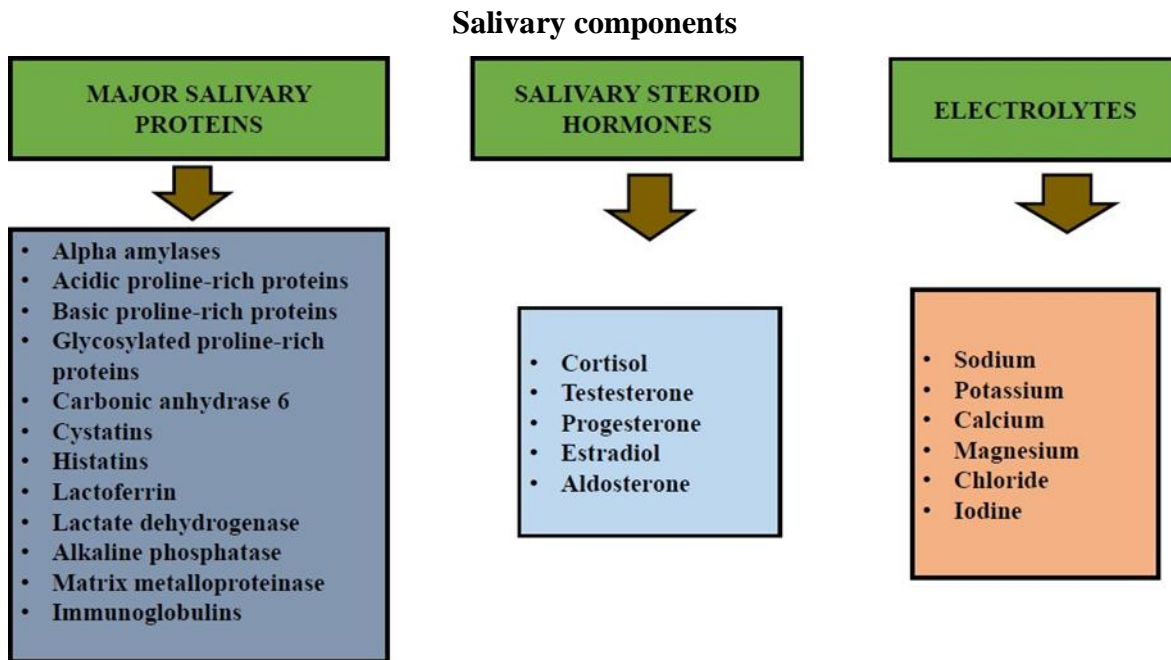 Salivary components
MAJOR SALIVARY
PROTEINS
• Alpha amylases
• Acidic proline-rich proteins
• Basic proline-rich proteins
• Glycosylated proline-rich
proteins
• Carbonic anhydrase 6
• Cystatins
• Histatins
• Lactoferrin
• Lactate dehydrogenase
• Alkaline phosphatase
• Matrix metalloproteinase
• Immunoglobulins
SALIVARY STEROID
HORMONES
• Cortisol
• Testesterone
• Progesterone
• Estradiol
• Aldosterone
ELECTROLYTES
• Sodium
• Potassium
• Calcium
• Magnesium
• Chloride
• Iodine